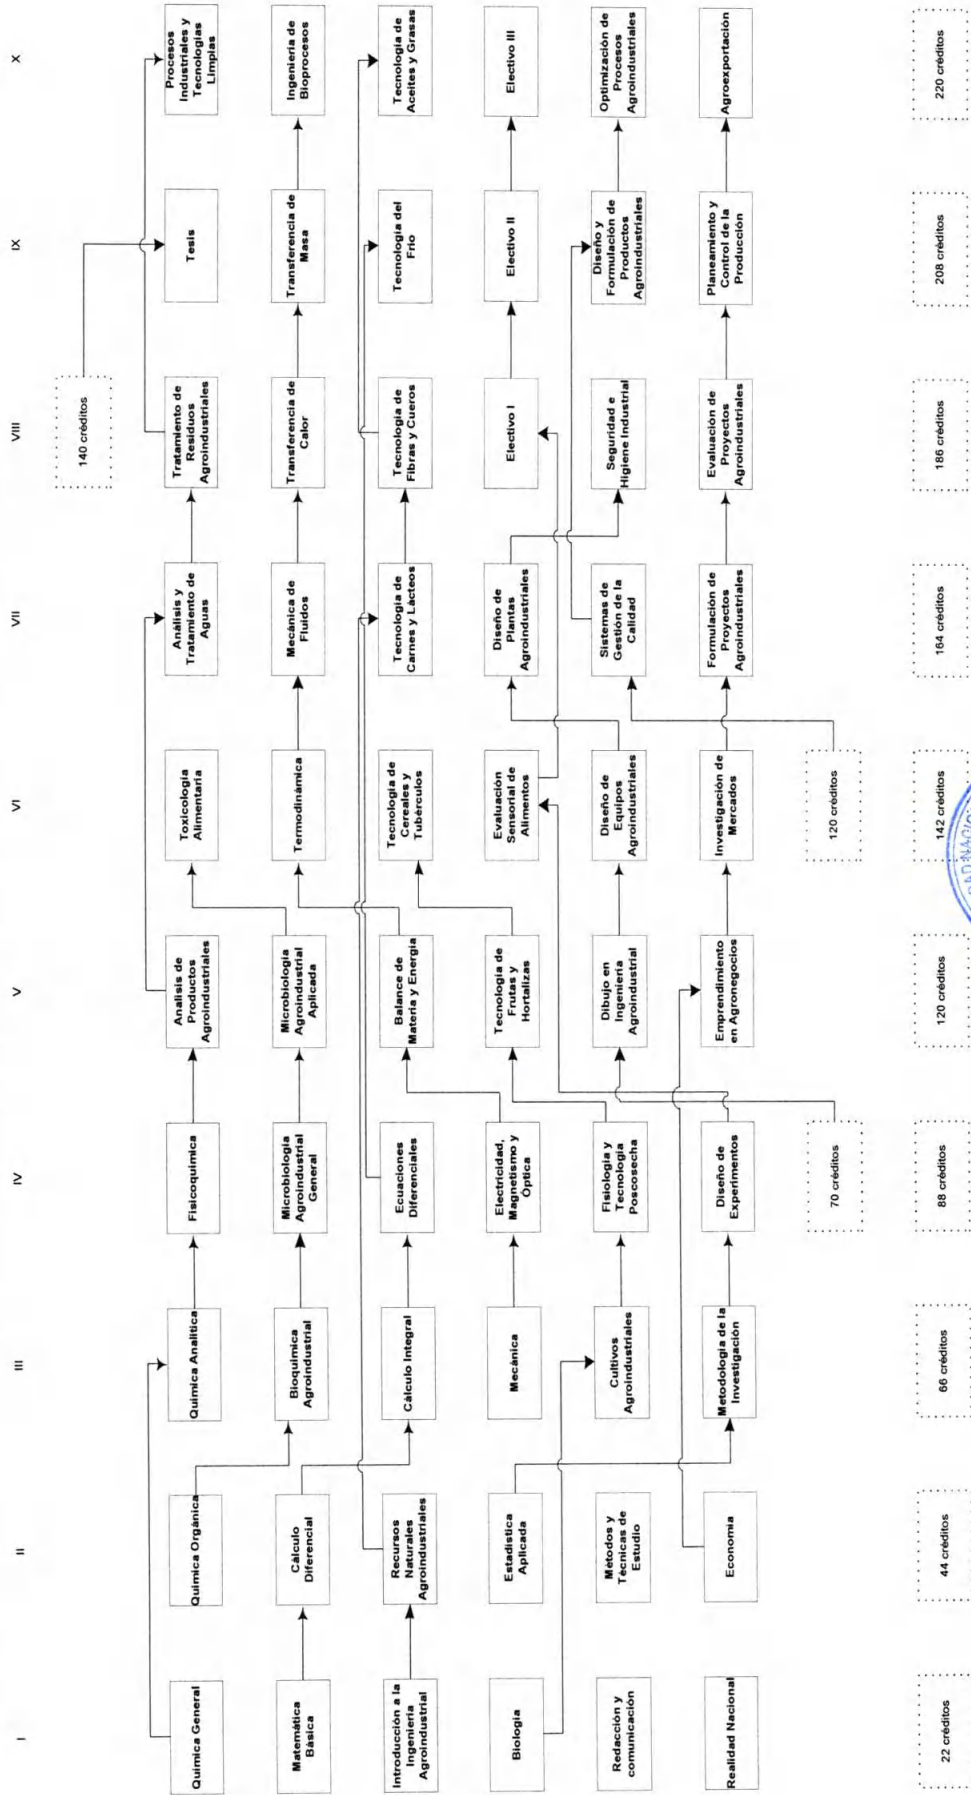 I
II
III
IV
V
VI
VII
VIII
IX
X
140 créditos
Química General
Química Orgánica
Química Analítica
Fisicoquímica
Analisis de
Productos
Agroindustriales
Toxicología
Alimentaria
Análisis y
Tratamiento de
Aguas
Tratamiento de
Residuos
Agroindustriales
Tesis
Procesos
Industriales y
Tecnologías
Limpias
Matemática
Básica
Cálculo
Diferencial
Bioquímica
Agroindustrial
Microbiología
Agroindustrial
General
Microbiología
Agroindustrial
Aplicada
Termodinámica
Mecánica de
Fluidos
Transferencia de
Calor
Transferencia de
Masa
Ingeniería de
Bioprocesos
Introducción a la
Ingeniería
Agroindustrial
Recursos
Naturales
Agroindustriales
Cálculo Integral
Ecuaciones
Diferenciales
Balance de
Materia y Energía
Tecnología de
Cereales y
Tubérculos
Tecnología de
Carnes y Lácteos
Tecnología de
Fibras y Cueros
Tecnología del
Frío
Tecnología de
Aceites y Grasas
Biología
Estadística
Aplicada
Mecánica
Electricidad,
Magnetismo y
Óptica
Tecnología de
Frutas y
Hortalizas
Evaluación
Sensorial de
Alimentos
Diseño de
Plantas
Agroindustriales
Electivo I
Electivo II
Electivo III
Redacción y
comunicación
Métodos y
Técnicas de
Estudio
Cultivos
Agroindustriales
Fisiología y
Tecnología
Poscosecha
Dibujo en
Ingeniería
Agroindustrial
Diseño de
Equipos
Agroindustriales
Sistemas de
Gestión de la
Calidad
Seguridad e
Higiene Industrial
Diseño y
Formulación de
Productos
Agroindustriales
Optimización de
Procesos
Agroindustriales
Realidad Nacional
Economía
Metodología de la
Investigación
Diseño de
Experimentos
Emprendimiento
en Agronegocios
Investigación de
Mercados
Formulación de
Proyectos
Agroindustriales
Evaluación de
Proyectos
Agroindustriales
Planeamiento y
Control de la
Producción
Agroexportación
70 créditos
120 créditos
22 créditos
44 créditos
66 créditos
88 créditos
120 créditos
142 créditos
164 créditos
186 créditos
208 créditos
220 créditos